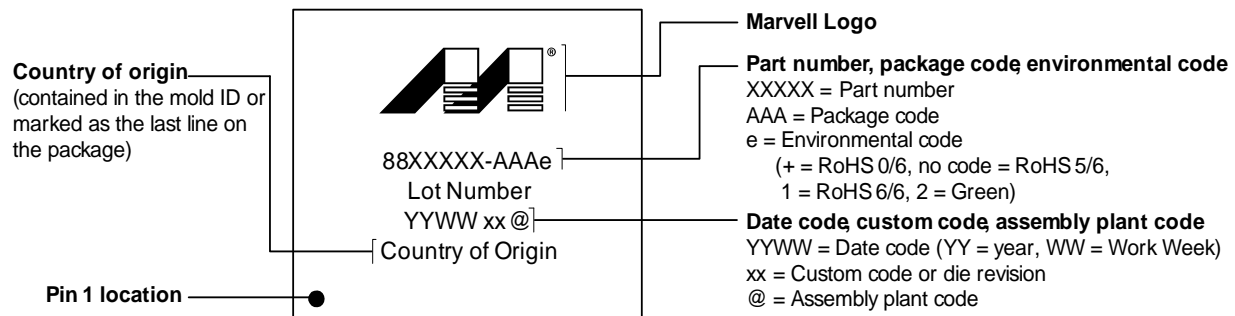 Marvell Logo
Country of origin
(contained in the mold ID or
marked as the last line on
the package)
Part number, package code, environmental code
XXXXX = Part number
AAA = Package code
e = Environmental code
(+ = RoHS 0/6, no code = RoHS 5/6,
1 = RoHS 6/6, 2 = Green)
®
88XXXXX-AAAe
Lot Number
YYWW xx @
Country of Origin
Date code, custom code, assembly plant code
YYWW = Date code (YY = year, WW = Work Week)
xx = Custom code or die revision
@ = Assembly plant code
Pin 1 location